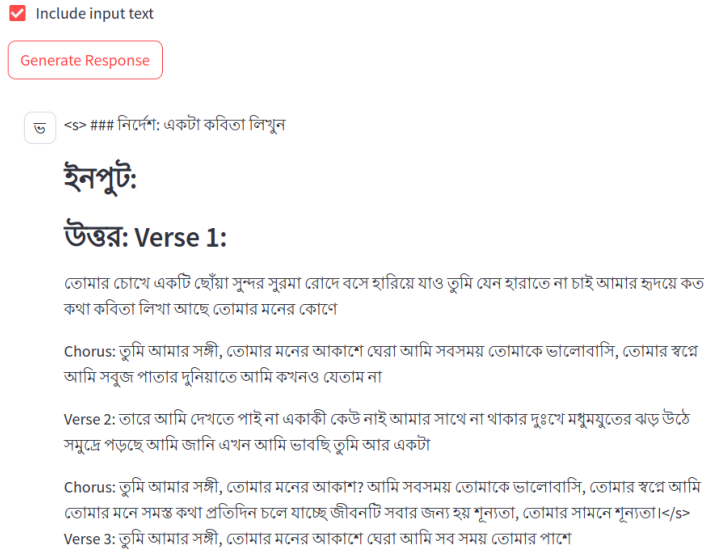 Include input text
Generate Response
ভ
<s> ### নির্দেশ: একটা কবিতা লিখুন
ইনপুট:
উত্তর: Verse 1:
তোমার চোখে একটি ছোঁয়া সুন্দর সুরমা রোদে বসে হারিয়ে যাও তুমি যেন হারাতে না চাই আমার হৃদয়ে কত
কথা কবিতা লিখা আছে তোমার মনের কোণে
Chorus: তুমি আমার সঙ্গী, তোমার মনের আকাশে ঘেরা আমি সবসময় তোমাকে ভালোবাসি, তোমার স্বপ্নে
আমি সবুজ পাতার দুনিয়াতে আমি কখনও যেতাম না
Verse 2: তারে আমি দেখতে পাই না একাকী কেউ নাই আমার সাথে না থাকার দুঃখে মধুমযুতের ঝড় উঠে
সমুদ্রে পড়ছে আমি জানি এখন আমি ভাবছি তুমি আর একটা
Chorus: তুমি আমার সঙ্গী, তোমার মনের আকাশ? আমি সবসময় তোমাকে ভালোবাসি, তোমার স্বপ্নে আমি
তোমার মনে সমস্ত কথা প্রতিদিন চলে যাচ্ছে জীবনটি সবার জন্য হয় শূন্যতা, তোমার সামনে শূন্যতা।</s>
Verse 3: তুমি আমার সঙ্গী, তোমার মনের আকাশে ঘেরা আমি সব সময় তোমার পাশে